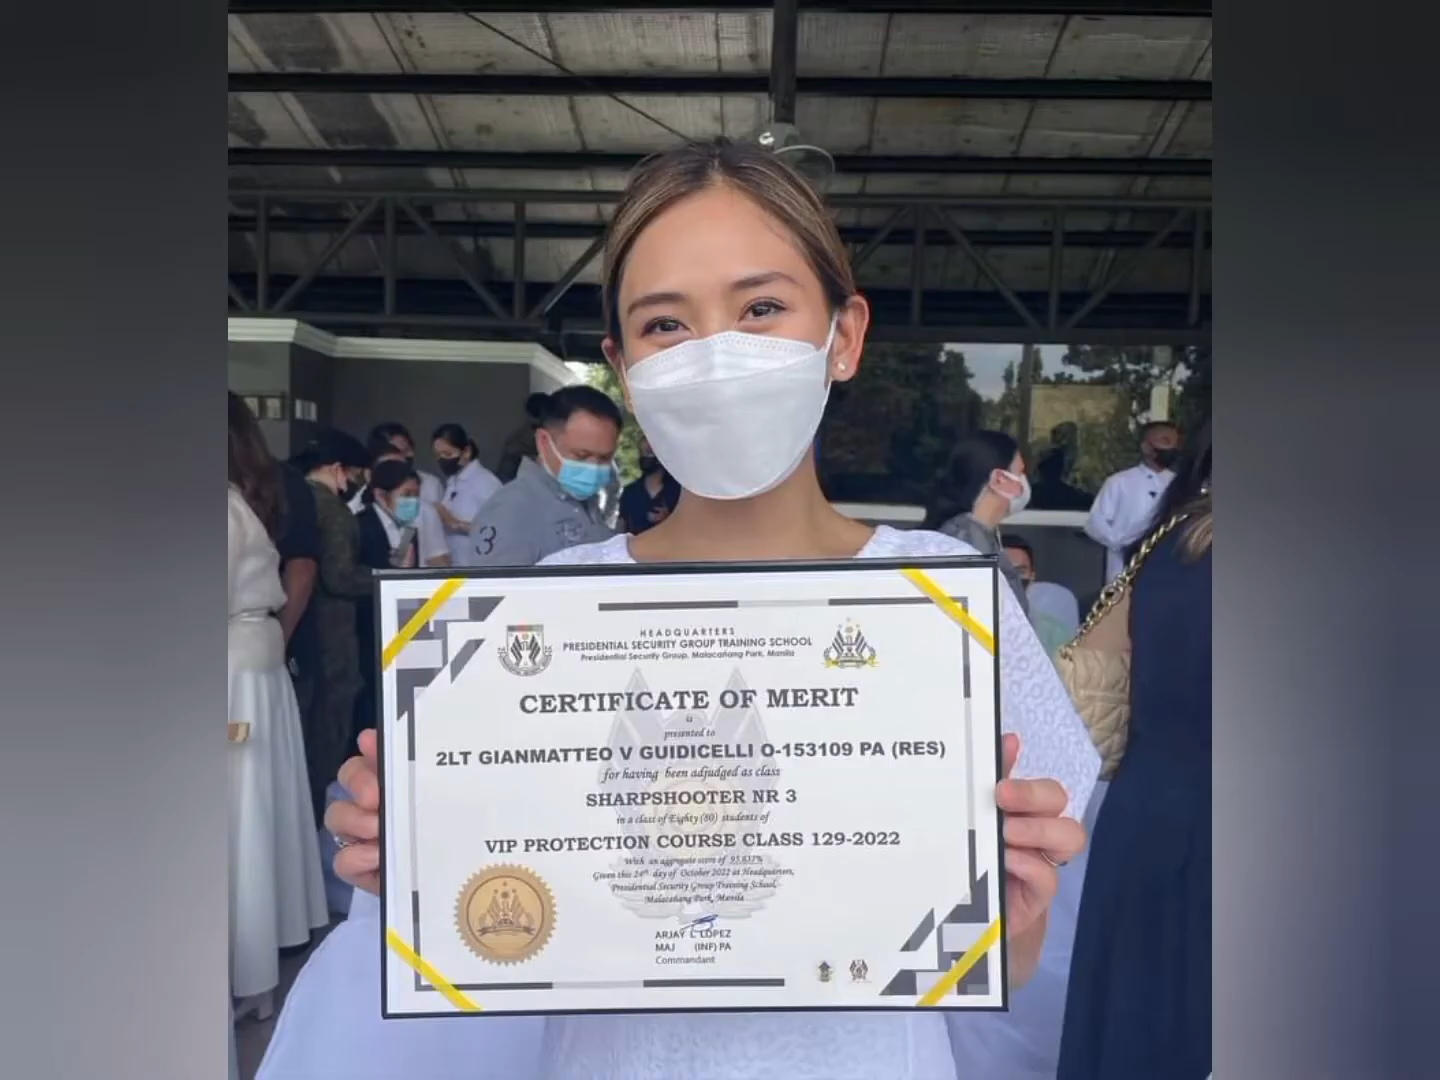 HEADQUARTERS
PRESIDENTIAL SECURITY GROUP TRAINING SCHOOL
Presidential Security Group, Malacañang Park, Manila
CERTIFICATE OF MERIT
is
presented to
2LT GIANMATTEO V GUIDICELLI O-153109 PA (RES)
for having been adjudged as class
SHARPSHOOTER NR 3
in a class of Eighty (80) students of
VIP PROTECTION COURSE CLASS 129-2022
With an aggregate score of 95.837%
Given this 24th day of October 2022 at Headquarters,
Presidential Security Group Training School,
Malacañang Park, Manila
ARJAY L LOPEZ
MAJ (INF) PA
Commandant
3